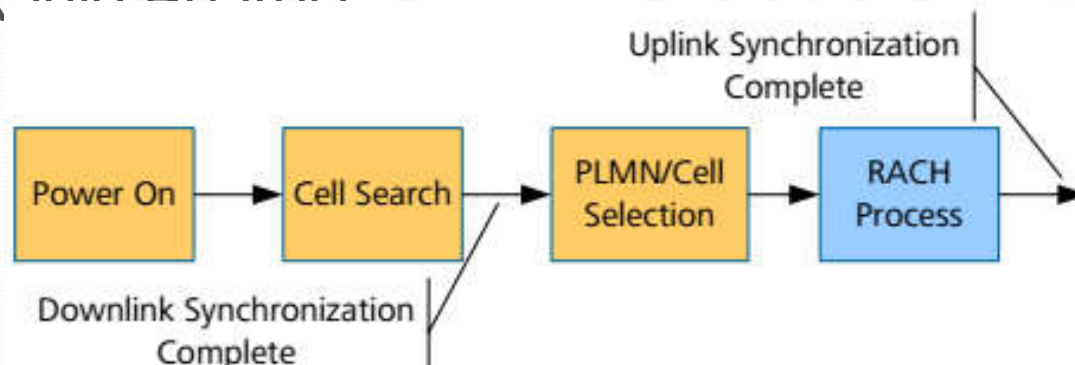 Uplink Synchronization
Complete
Power On
Cell Search
PLMN/Cell
Selection
RACH
Process
Downlink Synchronization
Complete